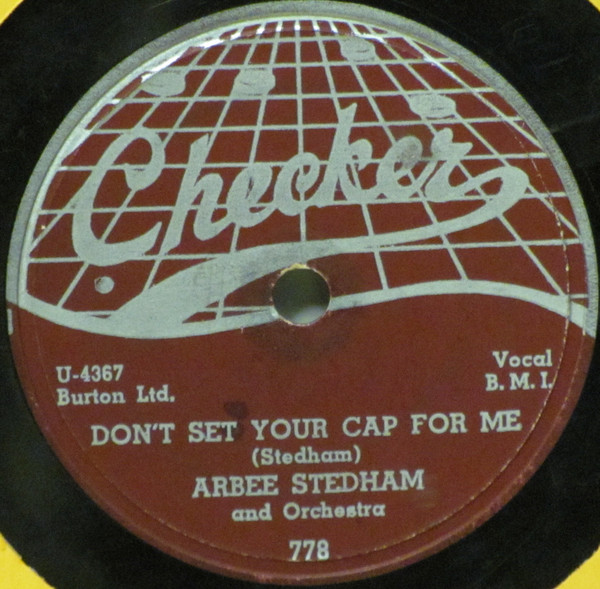 Checker
U-4367
Burton Ltd.
Vocal
B. M. I.
DON'T SET YOUR CAP FOR ME
(Stedham)
ARBEE STEDHAM
and Orchestra
778